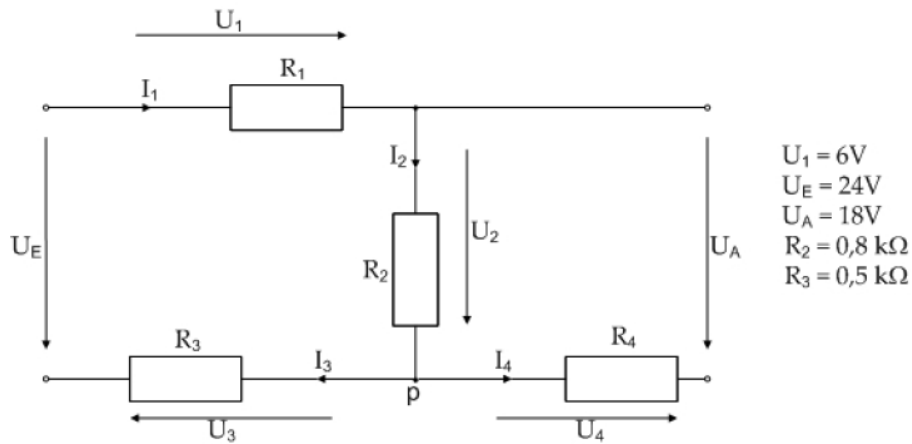 U₁
R₁
I₁
I₂
U₂
R₂
U_E
U_A
U₁ = 6V
U_E = 24V
U_A = 18V
R₂ = 0,8 kΩ
R₃ = 0,5 kΩ
R₃
I₃
I₄
R₄
p
U₃
U₄